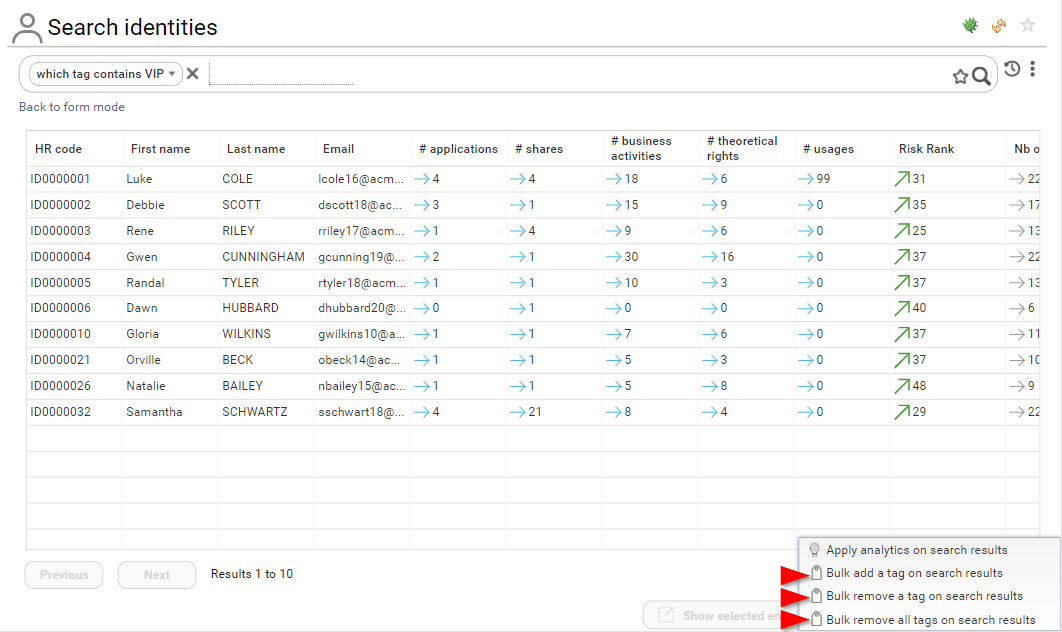 Search identities
which tag contains VIP
Back to form mode
HR code First name Last name Email # applications # shares # business activities # theoretical rights # usages Risk Rank Nb o
ID0000001 Luke COLE lcole16@acm... 4 4 18 6 99 31 22
ID0000002 Debbie SCOTT dscott18@ac... 3 1 15 9 0 35 17
ID0000003 Rene RILEY rriley17@acm... 1 4 9 6 0 25 13
ID0000004 Gwen CUNNINGHAM gcunning19@... 2 1 30 16 0 37 22
ID0000005 Randal TYLER rtyler18@acm... 1 1 10 3 0 37 13
ID0000006 Dawn HUBBARD dhubbard20@... 0 1 0 0 0 40 6
ID0000010 Gloria WILKINS gwilkins10@a... 1 1 7 6 0 37 11
ID0000021 Orville BECK obeck14@ac... 1 1 5 3 0 37 10
ID0000026 Natalie BAILEY nbailey15@ac... 1 1 5 8 0 48 9
ID0000032 Samantha SCHWARTZ sschwart18@... 4 21 8 4 0 29 22
Previous Next Results 1 to 10
Show selected en
Apply analytics on search results
Bulk add a tag on search results
Bulk remove a tag on search results
Bulk remove all tags on search results